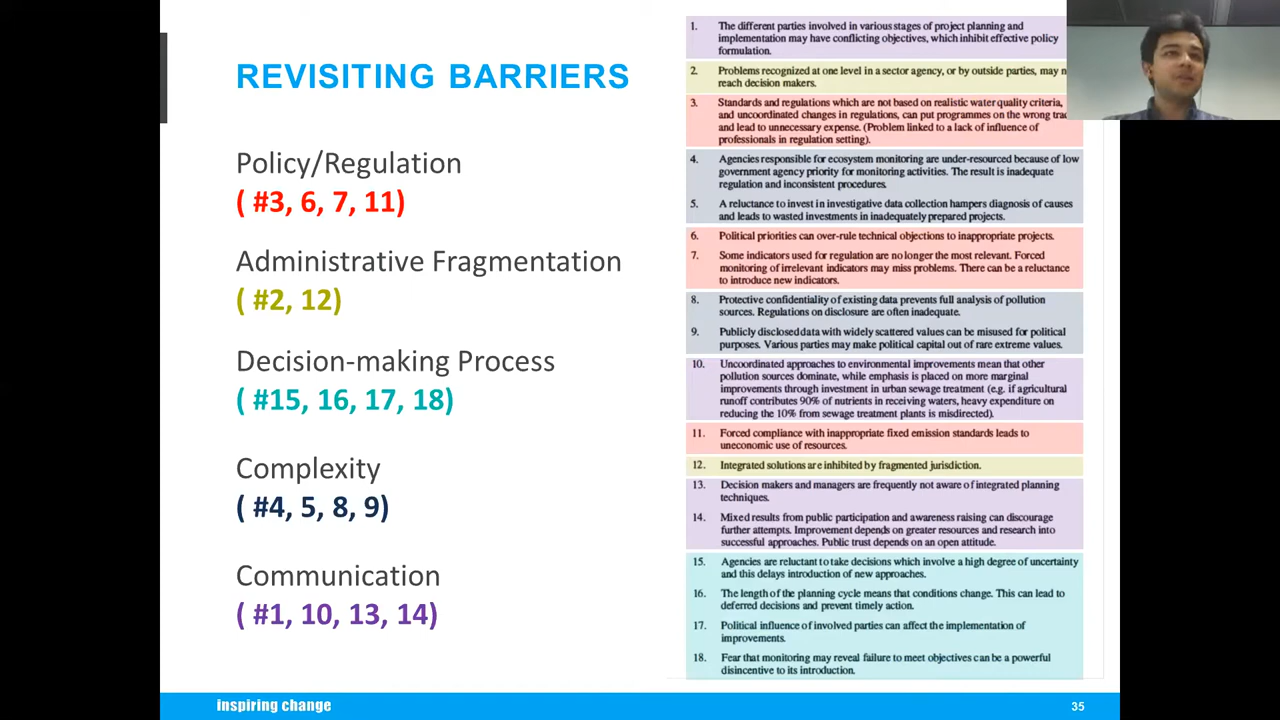 REVISITING BARRIERS
Policy/Regulation
( #3, 6, 7, 11)
Administrative Fragmentation
( #2, 12)
Decision-making Process
( #15, 16, 17, 18)
Complexity
( #4, 5, 8, 9)
Communication
( #1, 10, 13, 14)
1. The different parties involved in various stages of project planning and
implementation may have conflicting objectives, which inhibit effective policy
formulation.
2. Problems recognized at one level in a sector agency, or by outside parties, may
reach decision makers.
3. Standards and regulations which are not based on realistic water quality criteria,
and uncoordinated changes in regulations, can put programmes on the wrong
and lead to unnecessary expense. (Problem linked to a lack of influence of
professionals in regulation setting).
4. Agencies responsible for ecosystem monitoring are under-resourced because of low
government agency priority for monitoring activities. The result is inadequate
regulation and inconsistent procedures.
5. A reluctance to invest in investigative data collection hampers diagnosis of causes
and leads to wasted investments in inadequately prepared projects.
6. Political priorities can over-rule technical objections to inappropriate projects.
7. Some indicators used for regulation are no longer the most relevant. Forced
monitoring of irrelevant indicators may miss problems. There can be a reluctance
to introduce new indicators.
8. Protective confidentiality of existing data prevents full analysis of pollution
sources. Regulations on disclosure are often inadequate.
9. Publicly disclosed data with widely scattered values can be misused for political
purposes. Various parties may make political capital out of rare extreme values.
10. Uncoordinated approaches to environmental improvements mean that other
pollution sources dominate, while emphasis is placed on more marginal
improvements through investment in urban sewage treatment (e.g. if agricultural
runoff contributes 90% of nutrients in receiving waters, heavy expenditure on
reducing the 10% from sewage treatment plants is misdirected).
11. Forced compliance with inappropriate fixed emission standards leads to
uneconomic use of resources.
12. Integrated solutions are inhibited by fragmented jurisdiction.
13. Decision makers and managers are frequently not aware of integrated planning
techniques.
14. Mixed results from public participation and awareness raising can discourage
further attempts. Improvement depends on greater resources and research into
successful approaches. Public trust depends on an open attitude.
15. Agencies are reluctant to take decisions which involve a high degree of uncertainty
and this delays introduction of new approaches.
16. The length of the planning cycle means that conditions change. This can lead to
deferred decisions and prevent timely action.
17. Political influence of involved parties can affect the implementation of
improvements.
18. Fear that monitoring may reveal failure to meet objectives can be a powerful
disincentive to its introduction.
inspiring change
35